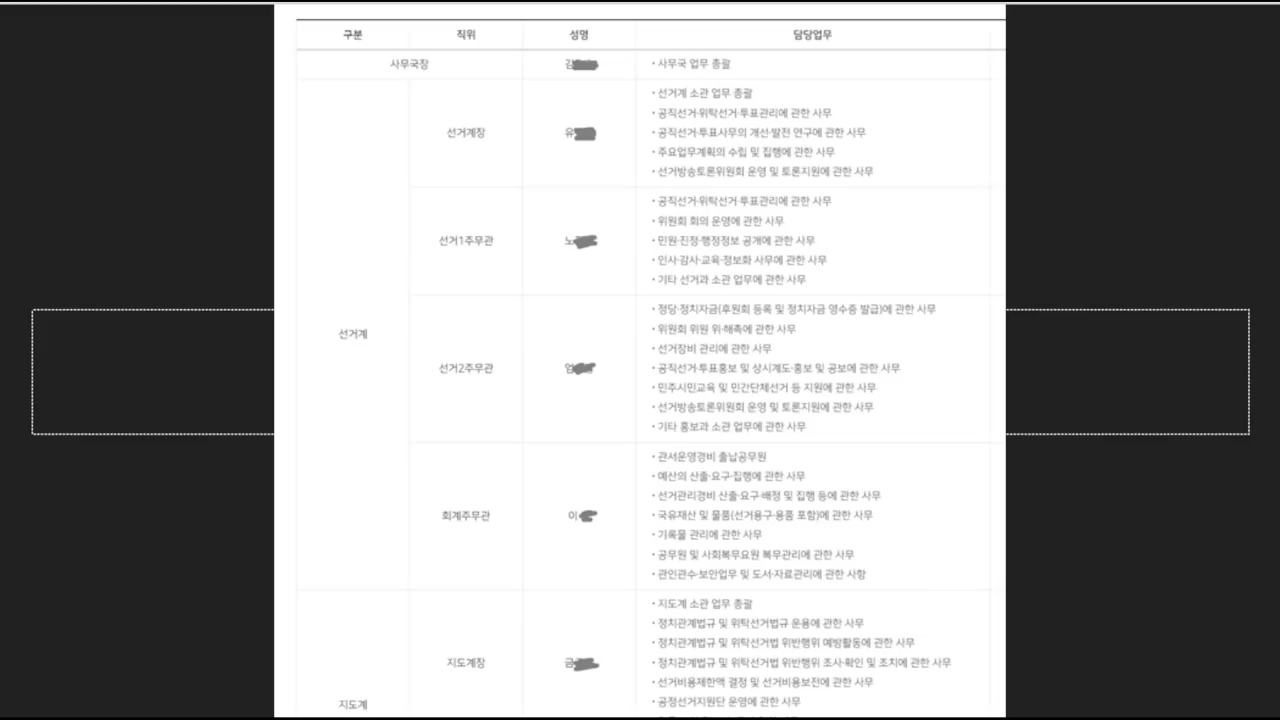 구분 직위 성명 담당업무
사무국장 김 • 사무국 업무 총괄
• 선거계 소관 업무 총괄
• 공직선거·위탁선거·투표관리에 관한 사무
선거계장 유 • 공직선거·투표사무의 개선·발전 연구에 관한 사무
• 주요업무계획의 수립 및 집행에 관한 사무
• 선거방송토론위원회 운영 및 토론지원에 관한 사무
• 공직선거·위탁선거·투표관리에 관한 사무
• 위원회 회의 운영에 관한 사무
선거1주무관 노 • 민원·진정·행정정보 공개에 관한 사무
• 인사·감사·교육·정보화 사무에 관한 사무
• 기타 선거과 소관 업무에 관한 사무
• 정당·정치자금(후원회 등록 및 정치자금 영수증 발급)에 관한 사무
• 위원회 위원 위·해촉에 관한 사무
선거계
• 선거장비 관리에 관한 사무
선거2주무관 • 공직선거·투표홍보 및 상시계도·홍보 및 공보에 관한 사무
• 민주시민교육 및 민간단체선거 등 지원에 관한 사무
• 선거방송토론위원회 운영 및 토론지원에 관한 사무
• 기타 홍보과 소관 업무에 관한 사무
• 관서운영경비 출납공무원
• 예산의 산출·요구·집행에 관한 사무
• 선거관리경비 산출·요구·배정 및 집행 등에 관한 사무
회계주무관 이 • 국유재산 및 물품(선거용구·용품 포함)에 관한 사무
• 기록물 관리에 관한 사무
• 공무원 및 사회복무요원 복무관리에 관한 사무
• 관인관수·보안업무 및 도서·자료관리에 관한 사항
• 지도계 소관 업무 총괄
• 정치관계법규 및 위탁선거법규 운용에 관한 사무
• 정치관계법규 및 위탁선거법 위반행위 예방활동에 관한 사무
지도계장 금 • 정치관계법규 및 위탁선거법 위반행위 조사·확인 및 조치에 관한 사무
• 선거비용제한액 결정 및 선거비용보전에 관한 사무
지도계 • 공정선거지원단 운영에 관한 사무